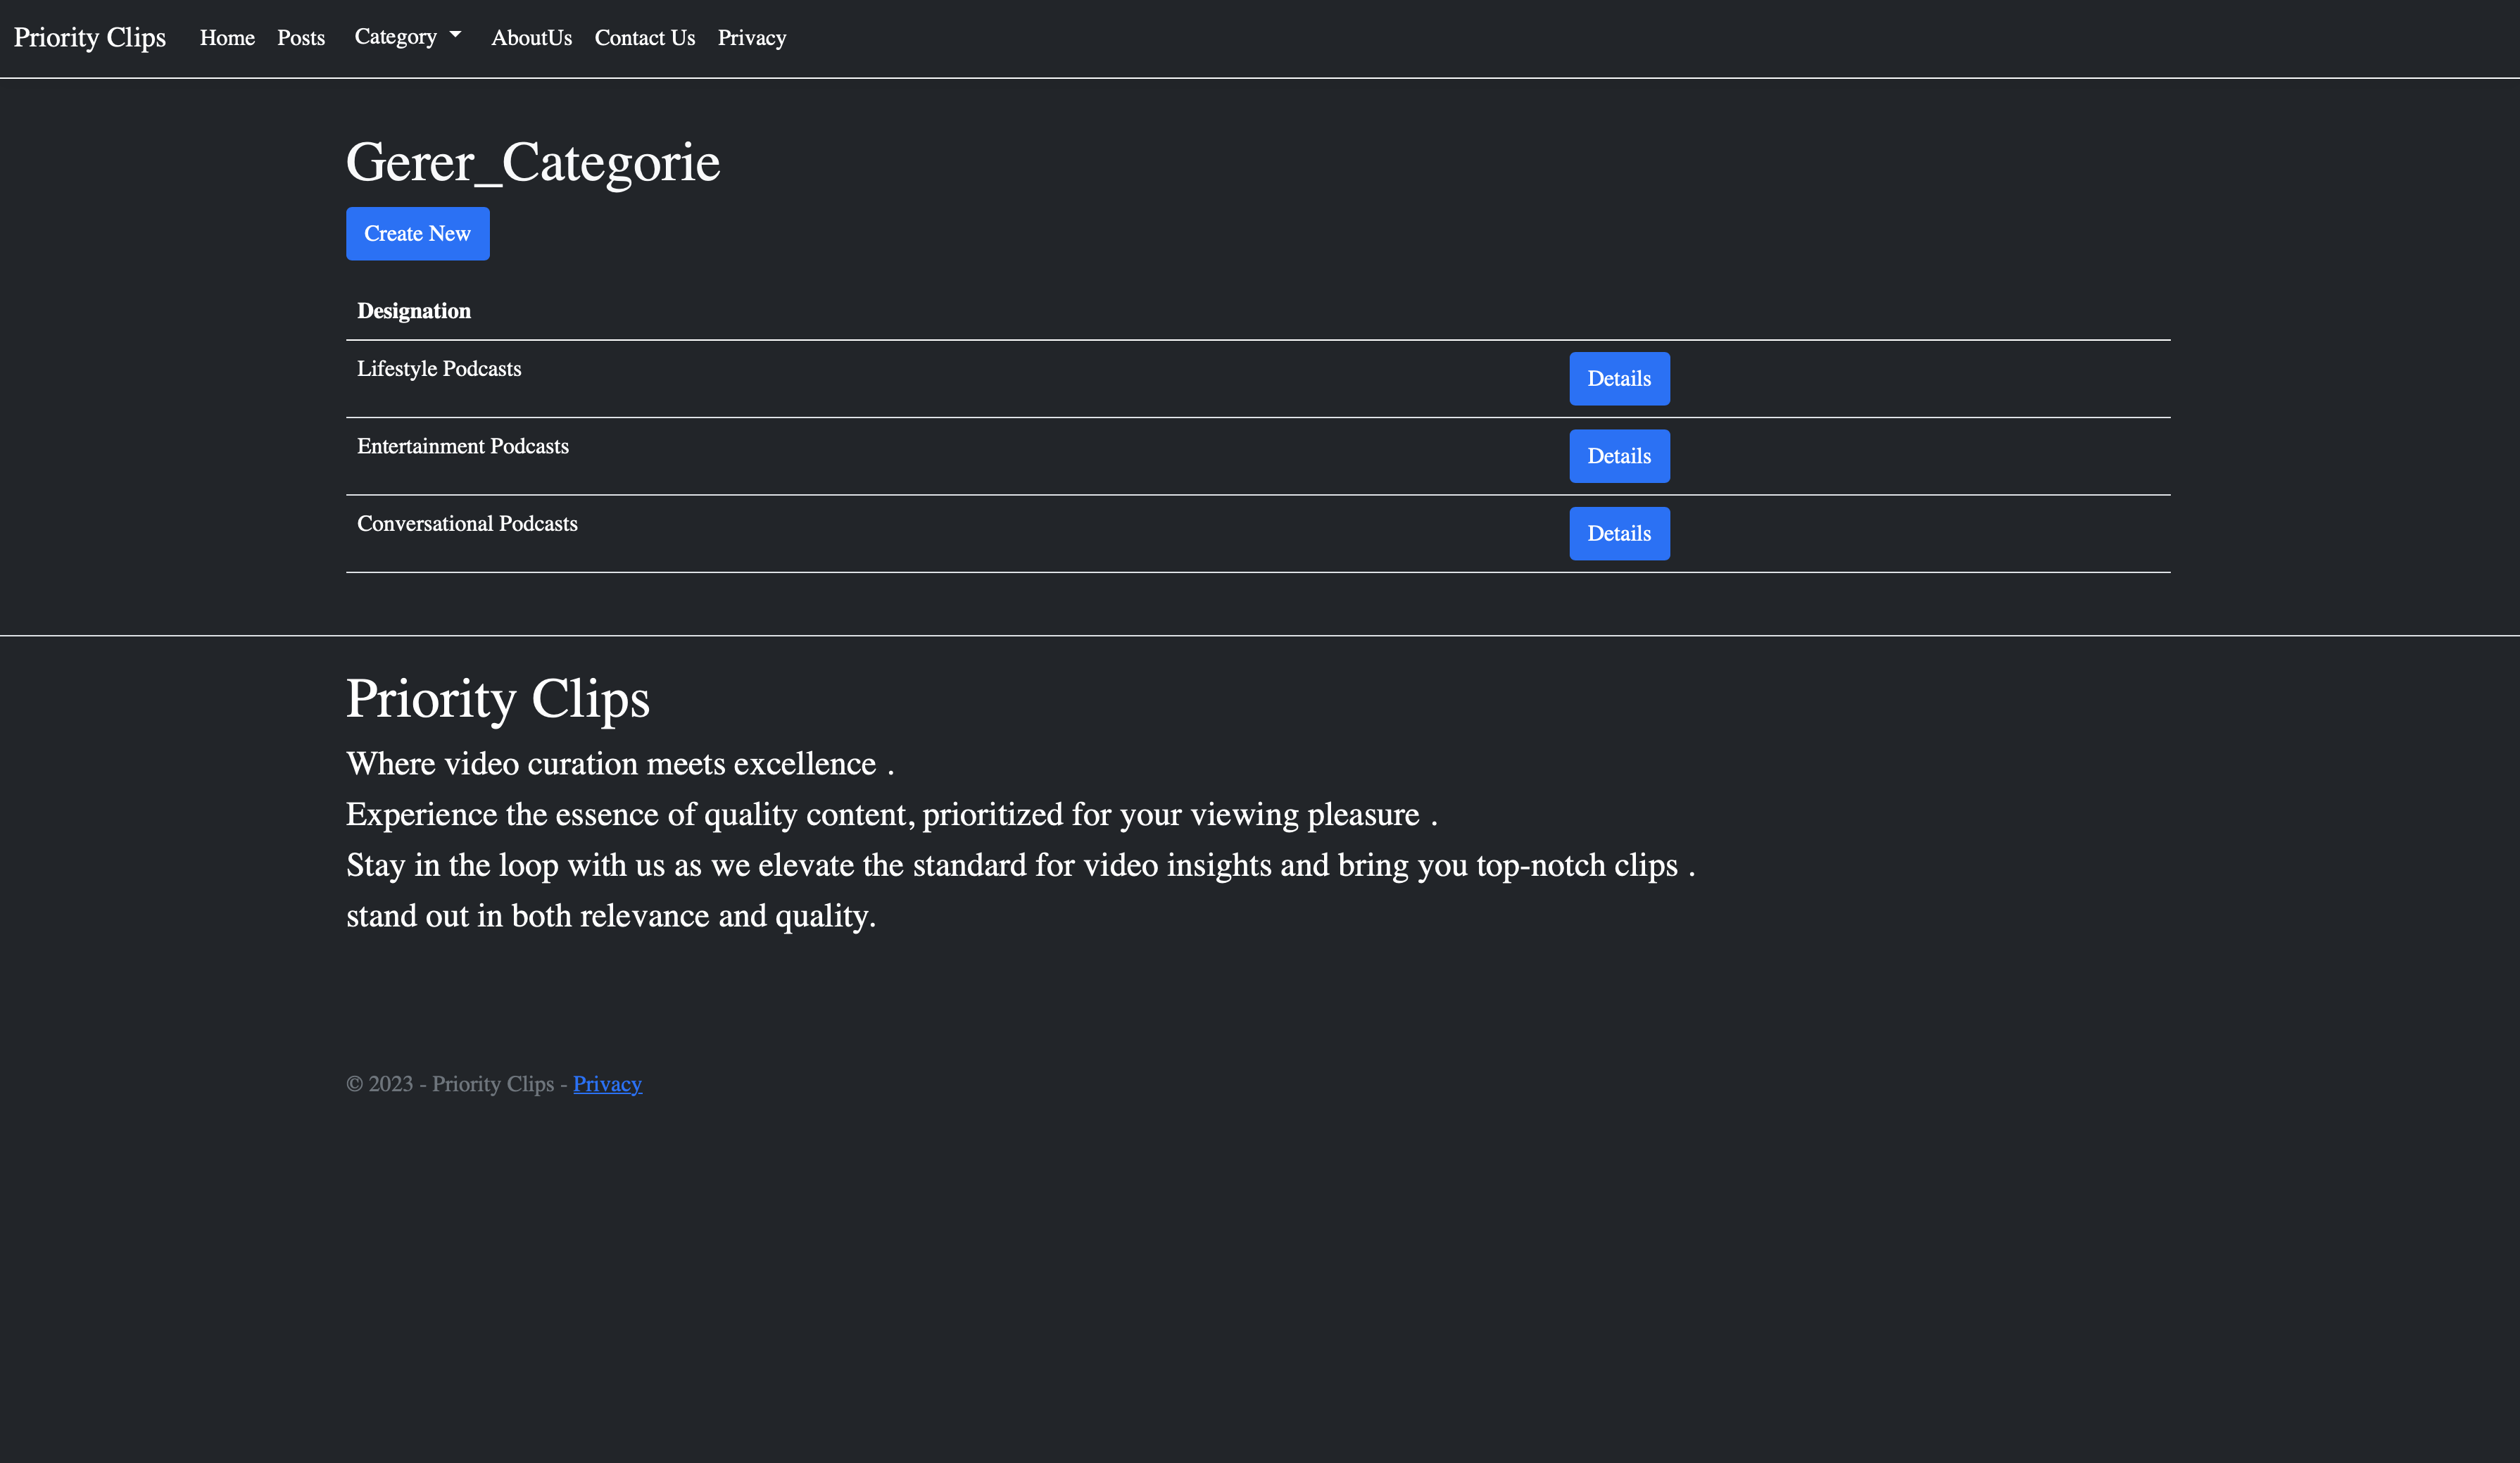 Priority Clips Home Posts Category AboutUs Contact Us Privacy
Gerer_Categorie
Create New
Designation
Lifestyle Podcasts Details
Entertainment Podcasts Details
Conversational Podcasts Details
Priority Clips
Where video curation meets excellence .
Experience the essence of quality content, prioritized for your viewing pleasure .
Stay in the loop with us as we elevate the standard for video insights and bring you top-notch clips .
stand out in both relevance and quality.
© 2023 - Priority Clips - Privacy